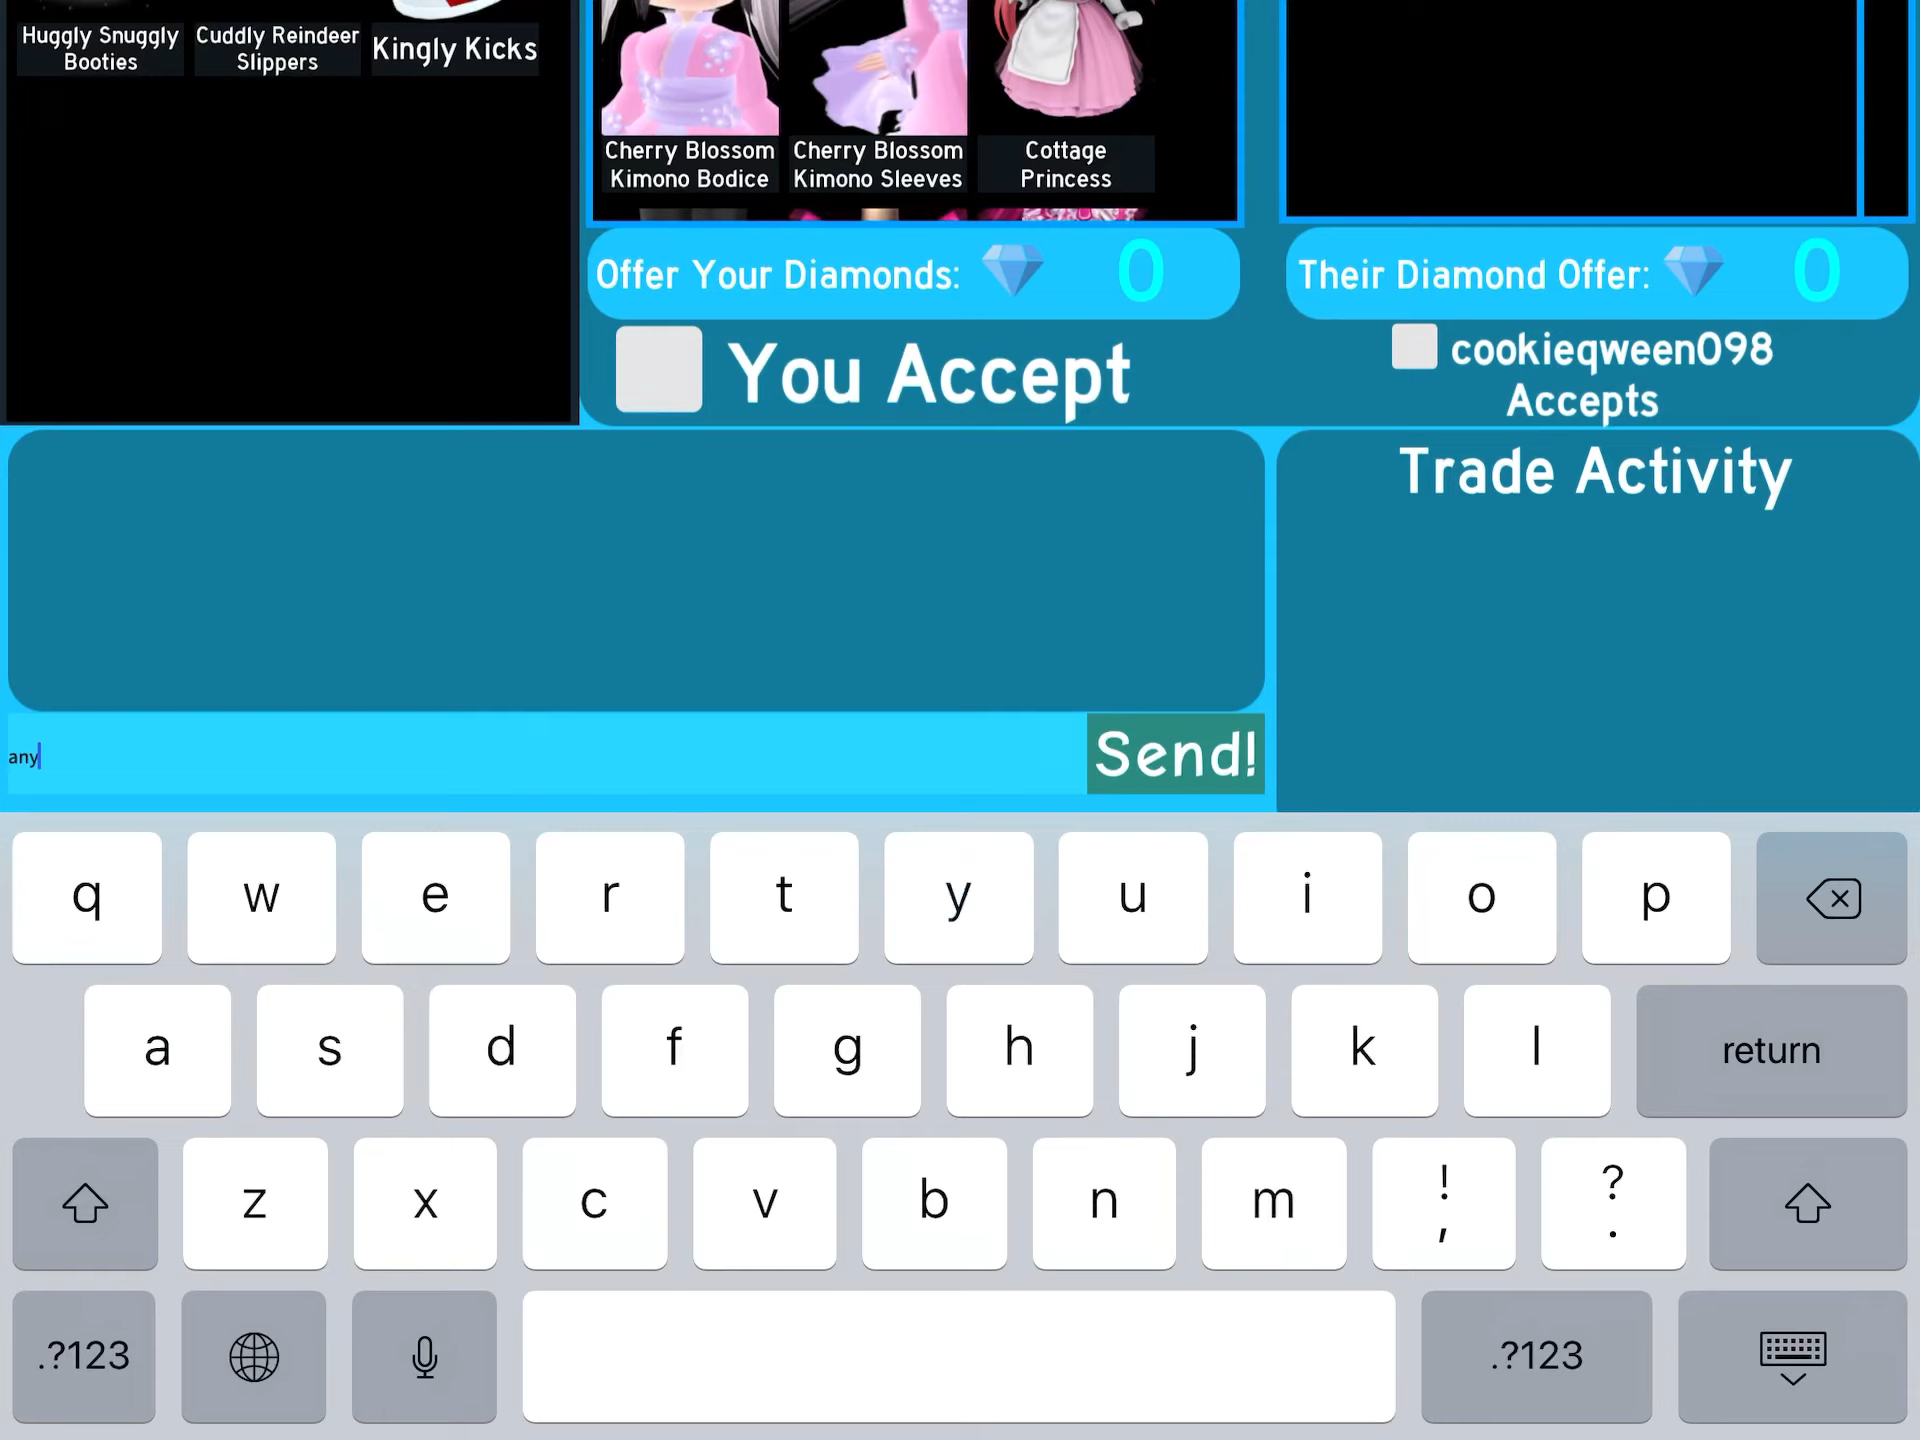 Huggly Snuggly
Booties
Cuddly Reindeer
Slippers
Kingly Kicks
Cherry Blossom
Kimono Bodice
Cherry Blossom
Kimono Sleeves
Cottage
Princess
Offer Your Diamonds: 0
Their Diamond Offer: 0
You Accept
cookieqween098
Accepts
Trade Activity
any
Send!
q w e r t y u i o p
a s d f g h j k l return
z x c v b n m ! , ? .
.?123 .?123